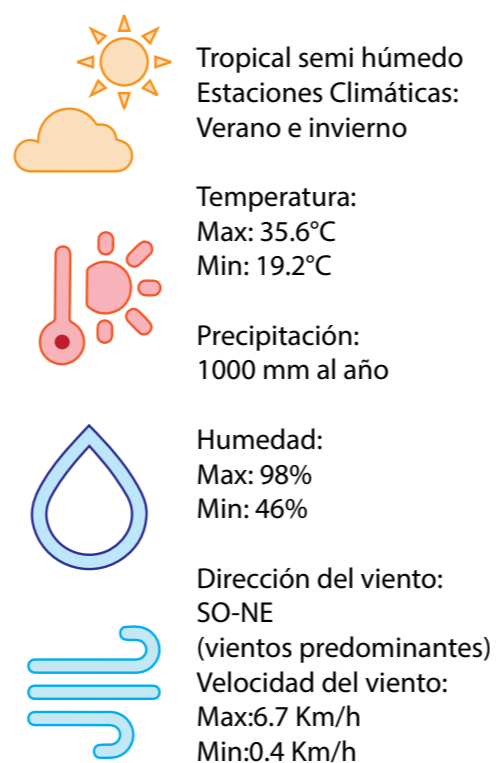 Tropical semi húmedo
Estaciones Climáticas:
Verano e invierno
Temperatura:
Max: 35.6°C
Min: 19.2°C
Precipitación:
1000 mm al año
Humedad:
Max: 98%
Min: 46%
Dirección del viento:
SO-NE
(vientos predominantes)
Velocidad del viento:
Max:6.7 Km/h
Min:0.4 Km/h